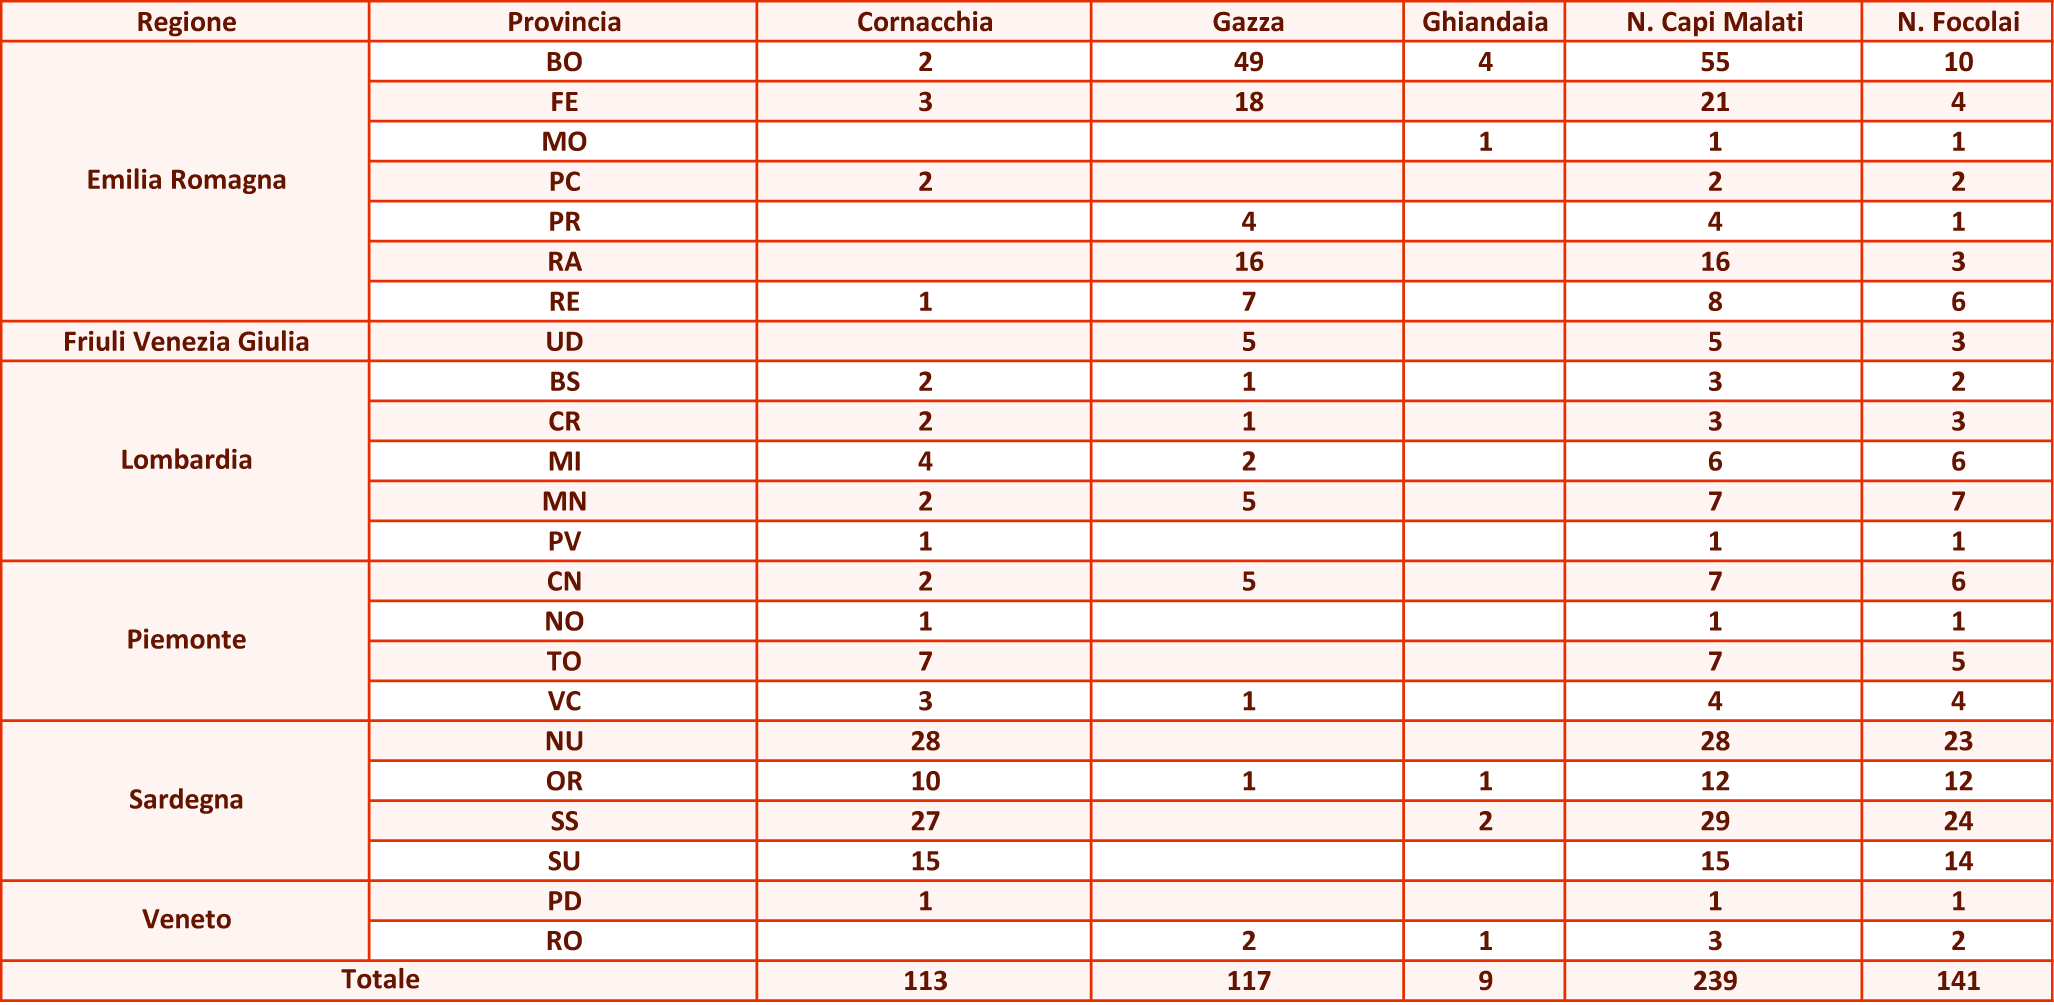 Regione Provincia Cornacchia Gazza Ghiandaia N. Capi Malati N. Focolai
Emilia Romagna
BO 2 49 4 55 10
FE 3 18 21 4
MO 1 1 1
PC 2 2 2
PR 4 4 1
RA 16 16 3
RE 1 7 8 6
Friuli Venezia Giulia UD 5 5 3
Lombardia
BS 2 1 3 2
CR 2 1 3 3
MI 4 2 6 6
MN 2 5 7 7
PV 1 1 1
Piemonte
CN 2 5 7 6
NO 1 1 1
TO 7 7 5
VC 3 1 4 4
Sardegna
NU 28 28 23
OR 10 1 1 12 12
SS 27 2 29 24
SU 15 15 14
Veneto
PD 1 1 1
RO 2 1 3 2
Totale 113 117 9 239 141